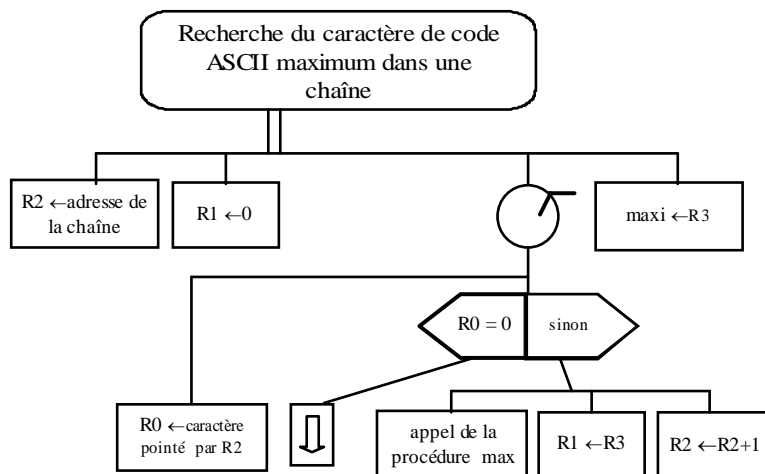 Recherche du caractère de code
ASCII maximum dans une
chaîne
R2 ←adresse de
la chaîne
R1 ←0
maxi ←R3
R0 = 0
sinon
R0 ←caractère
pointé par R2
appel de la
procédure max
R1 ←R3
R2 ←R2+1